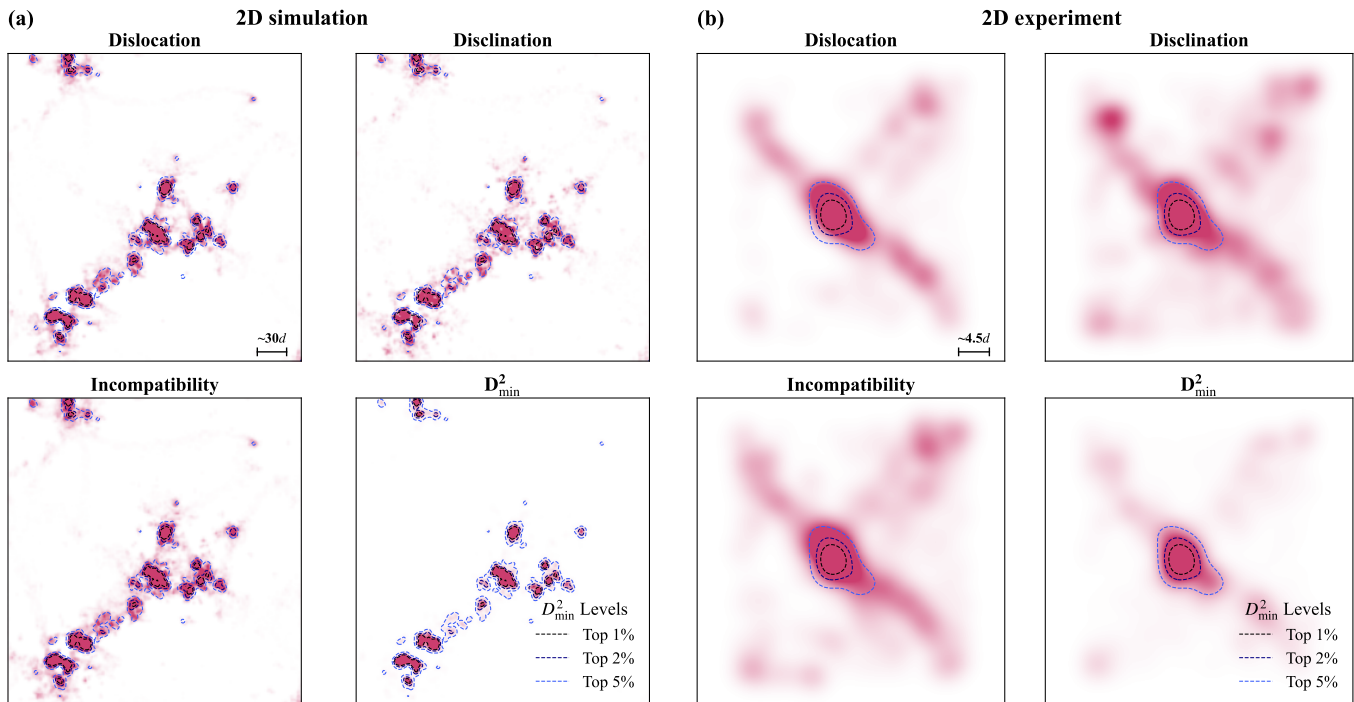 (a)
2D simulation
Dislocation
Disclination
~30d
Incompatibility
D²min
D²min Levels
Top 1%
Top 2%
Top 5%
(b)
2D experiment
Dislocation
Disclination
~4.5d
Incompatibility
D²min
D²min Levels
Top 1%
Top 2%
Top 5%